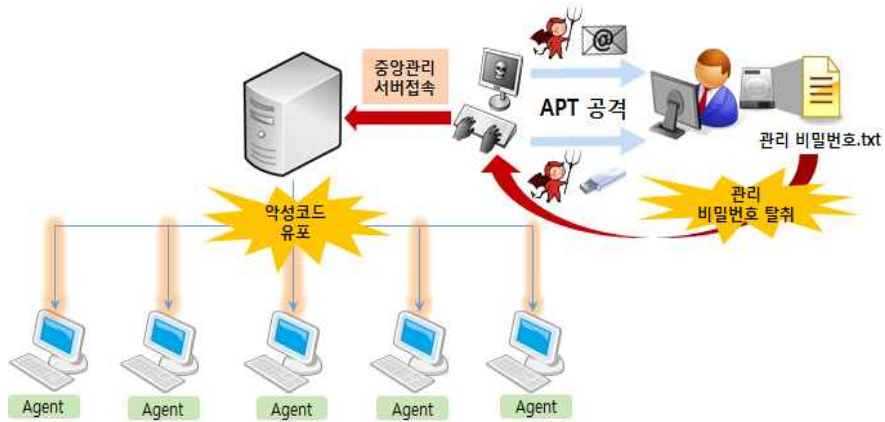 중앙관리
서버접속
@
APT 공격
관리 비밀번호.txt
관리
비밀번호 탈취
악성코드
유포
Agent
Agent
Agent
Agent
Agent